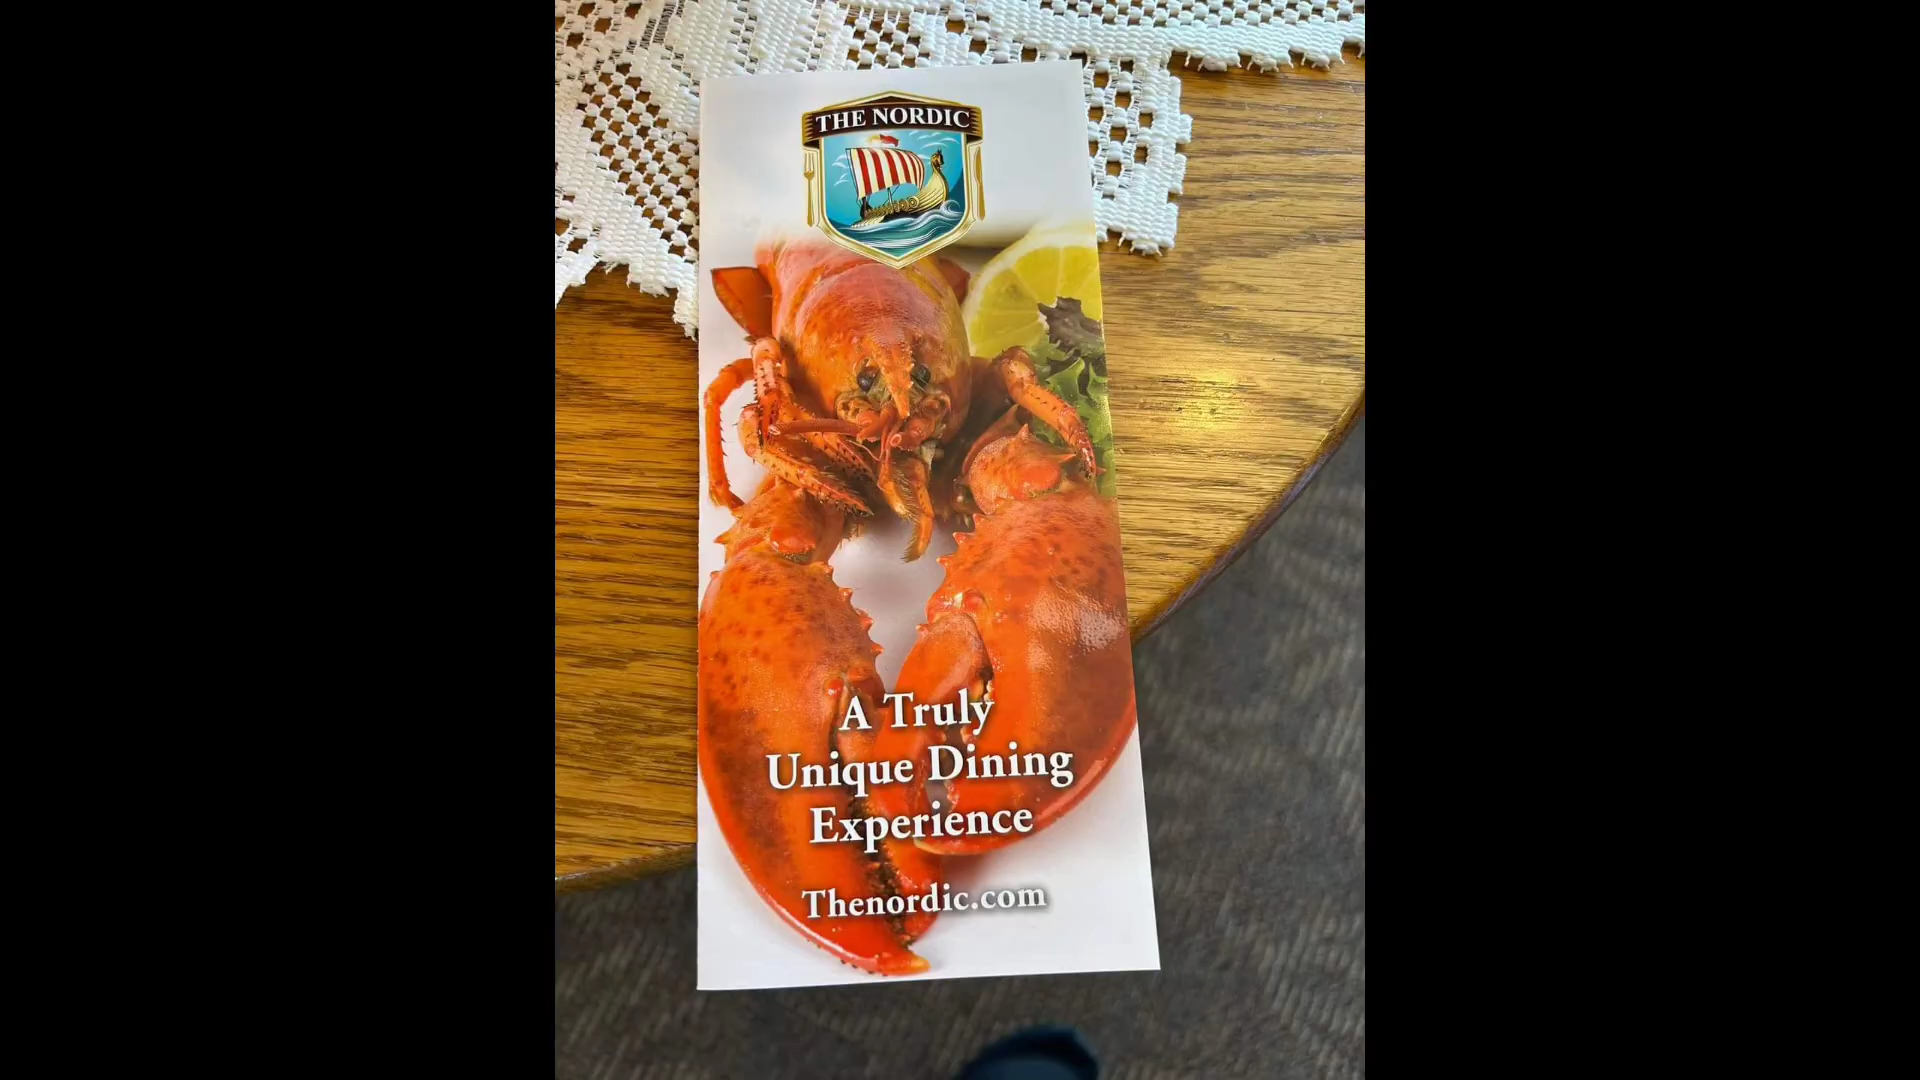 THE NORDIC
A Truly
Unique Dining
Experience
Thenordic.com